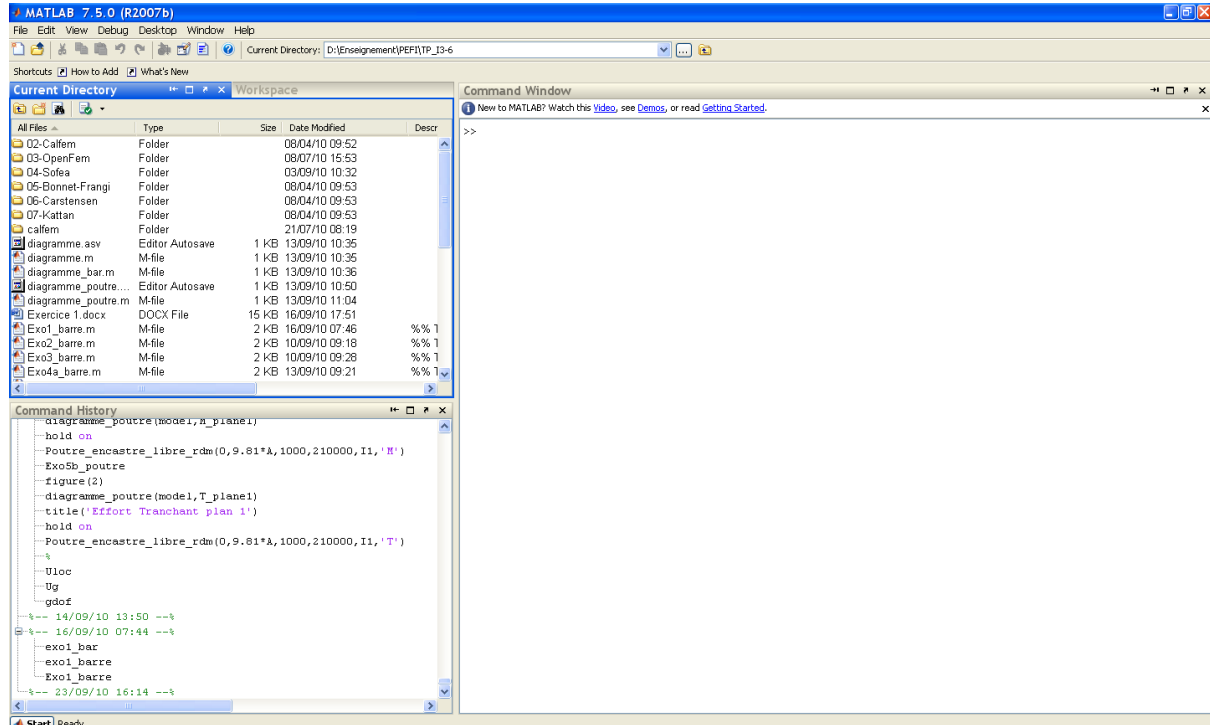 MATLAB 7.5.0 (R2007b)
File Edit View Debug Desktop Window Help
Current Directory: D:\Enseignement\PEFI\TP_I3-6
Shortcuts How to Add What's New
Current Directory Workspace
All Files Type Size Date Modified Descr
02-Calfem Folder 08/04/10 09:52
03-OpenFem Folder 08/07/10 15:53
04-Sofea Folder 03/09/10 10:32
05-Bonnet-Frangi Folder 08/04/10 09:53
06-Carstensen Folder 08/04/10 09:53
07-Kattan Folder 08/04/10 09:53
calfem Folder 21/07/10 08:19
diagramme.asv Editor Autosave 1 KB 13/09/10 10:35
diagramme.m M-file 1 KB 13/09/10 10:35
diagramme_bar.m M-file 1 KB 13/09/10 10:36
diagramme_poutre.... Editor Autosave 1 KB 13/09/10 10:50
diagramme_poutre.m M-file 1 KB 13/09/10 11:04
Exercice 1.docx DOCX File 15 KB 16/09/10 17:51
Exo1_barre.m M-file 2 KB 16/09/10 07:46 %%
Exo2_barre.m M-file 2 KB 10/09/10 09:18 %%
Exo3_barre.m M-file 2 KB 10/09/10 09:28 %%
Exo4a_barre.m M-file 2 KB 13/09/10 09:21 %%
Command History
diagramme_poutre(model,M_plane1)
hold on
Poutre_encastre_libre_rdm(0,9.81*A,1000,210000,I1,'M')
Exo5b_poutre
figure(2)
diagramme_poutre(model,T_plane1)
title('Effort Tranchant plan 1')
hold on
Poutre_encastre_libre_rdm(0,9.81*A,1000,210000,I1,'T')
%
Uloc
Ug
gdof
%-- 14/09/10 13:50 --%
%-- 16/09/10 07:44 --%
exo1_bar
exo1_barre
Exo1_barre
%-- 23/09/10 16:14 --%
Start Ready
Command Window
New to MATLAB? Watch this Video, see Demos, or read Getting Started.
>>